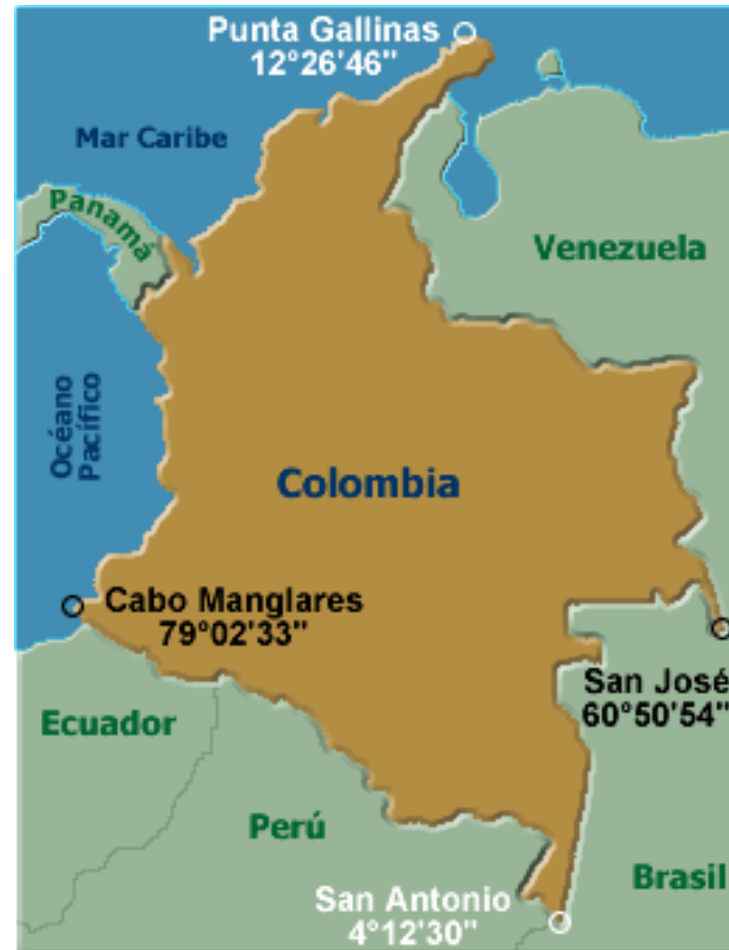 Punta Gallinas
12°26'46"
Mar Caribe
Panamá
Venezuela
Océano
Pacífico
Colombia
Cabo Manglares
79°02'33"
San José
60°50'54"
Ecuador
Perú
Brasil
San Antonio
4°12'30"